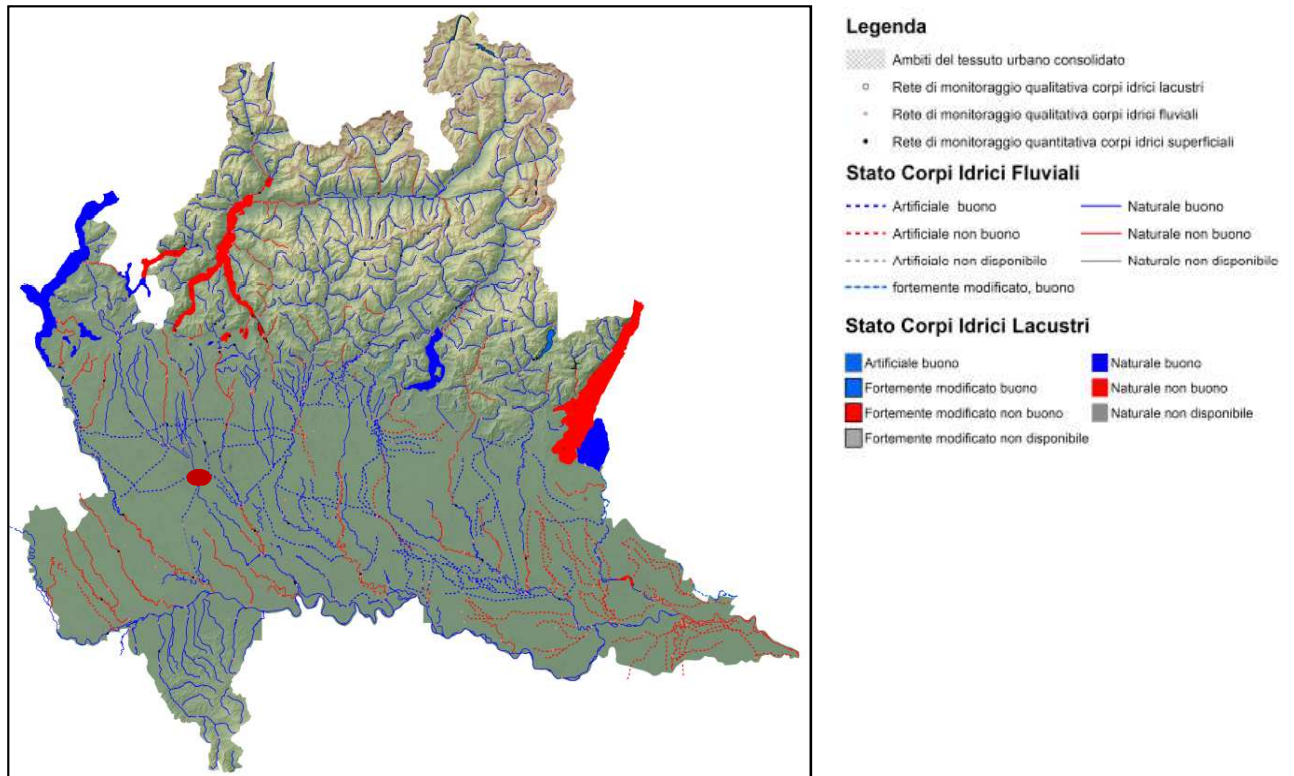 Legenda
Ambiti del tessuto urbano consolidato
Rete di monitoraggio qualitativa corpi idrici lacustri
Rete di monitoraggio qualitativa corpi idrici fluviali
Rete di monitoraggio quantitativa corpi idrici superficiali
Stato Corpi Idrici Fluviali
Artificiale buono
Naturale buono
Artificiale non buono
Naturale non buono
Artificiale non disponibile
Naturale non disponibile
fortemente modificato, buono
Stato Corpi Idrici Lacustri
Artificiale buono
Naturale buono
Fortemente modificato buono
Naturale non buono
Fortemente modificato non buono
Naturale non disponibile
Fortemente modificato non disponibile